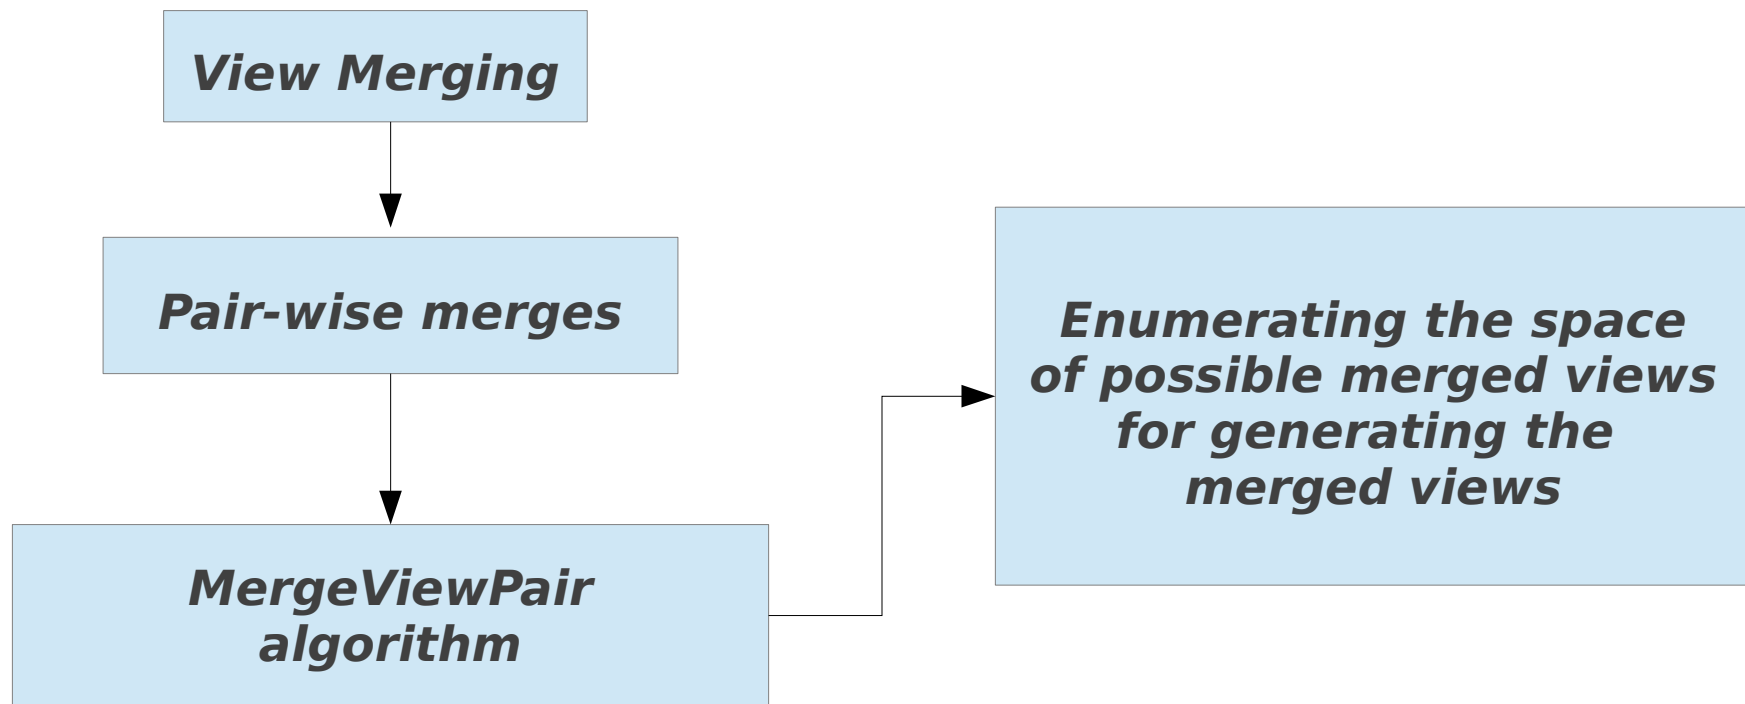 View Merging
Pair-wise merges
MergeViewPair
algorithm
Enumerating the space
of possible merged views
for generating the
merged views